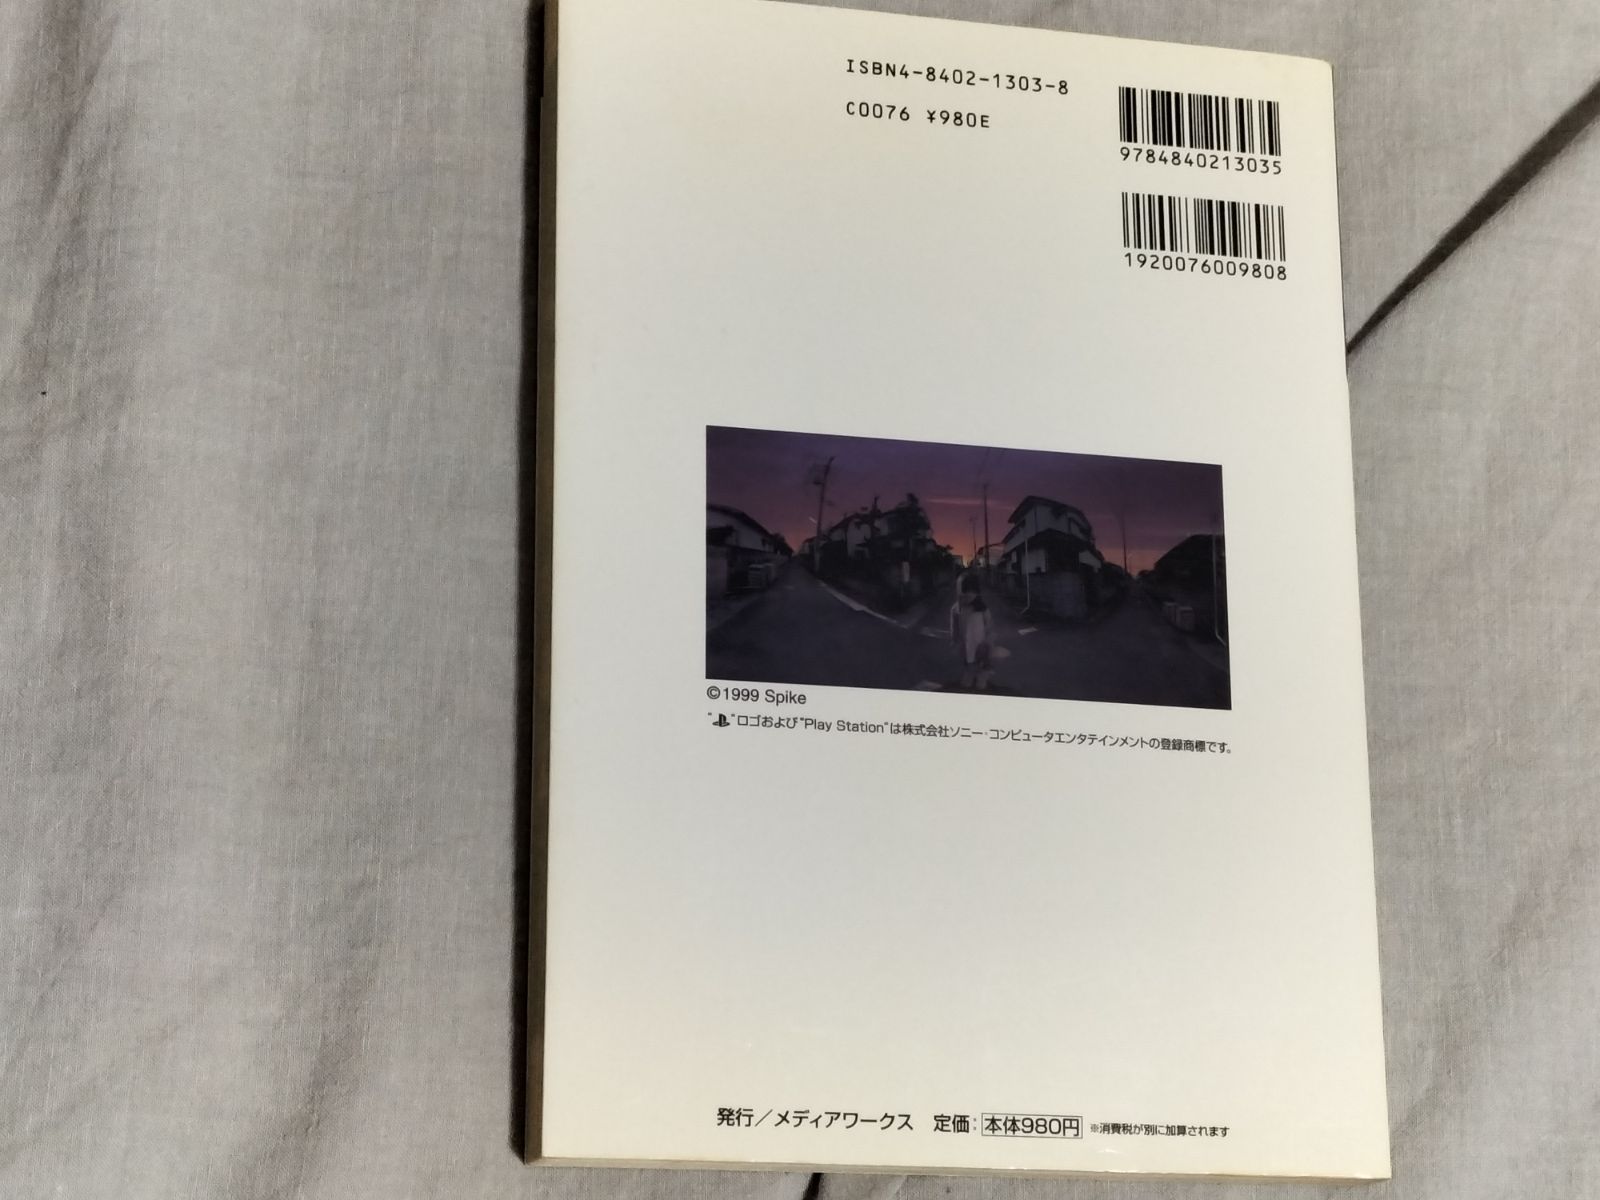 ISBN4-8402-1303-8
C0076 ¥980E
9784840213035
1920076009808
©1999 Spike
"PS"ロゴおよび"Play Station"は株式会社ソニー・コンピュータエンタテインメントの登録商標です。
発行／メディアワークス 定価：本体980円 ※消費税が別に加算されます